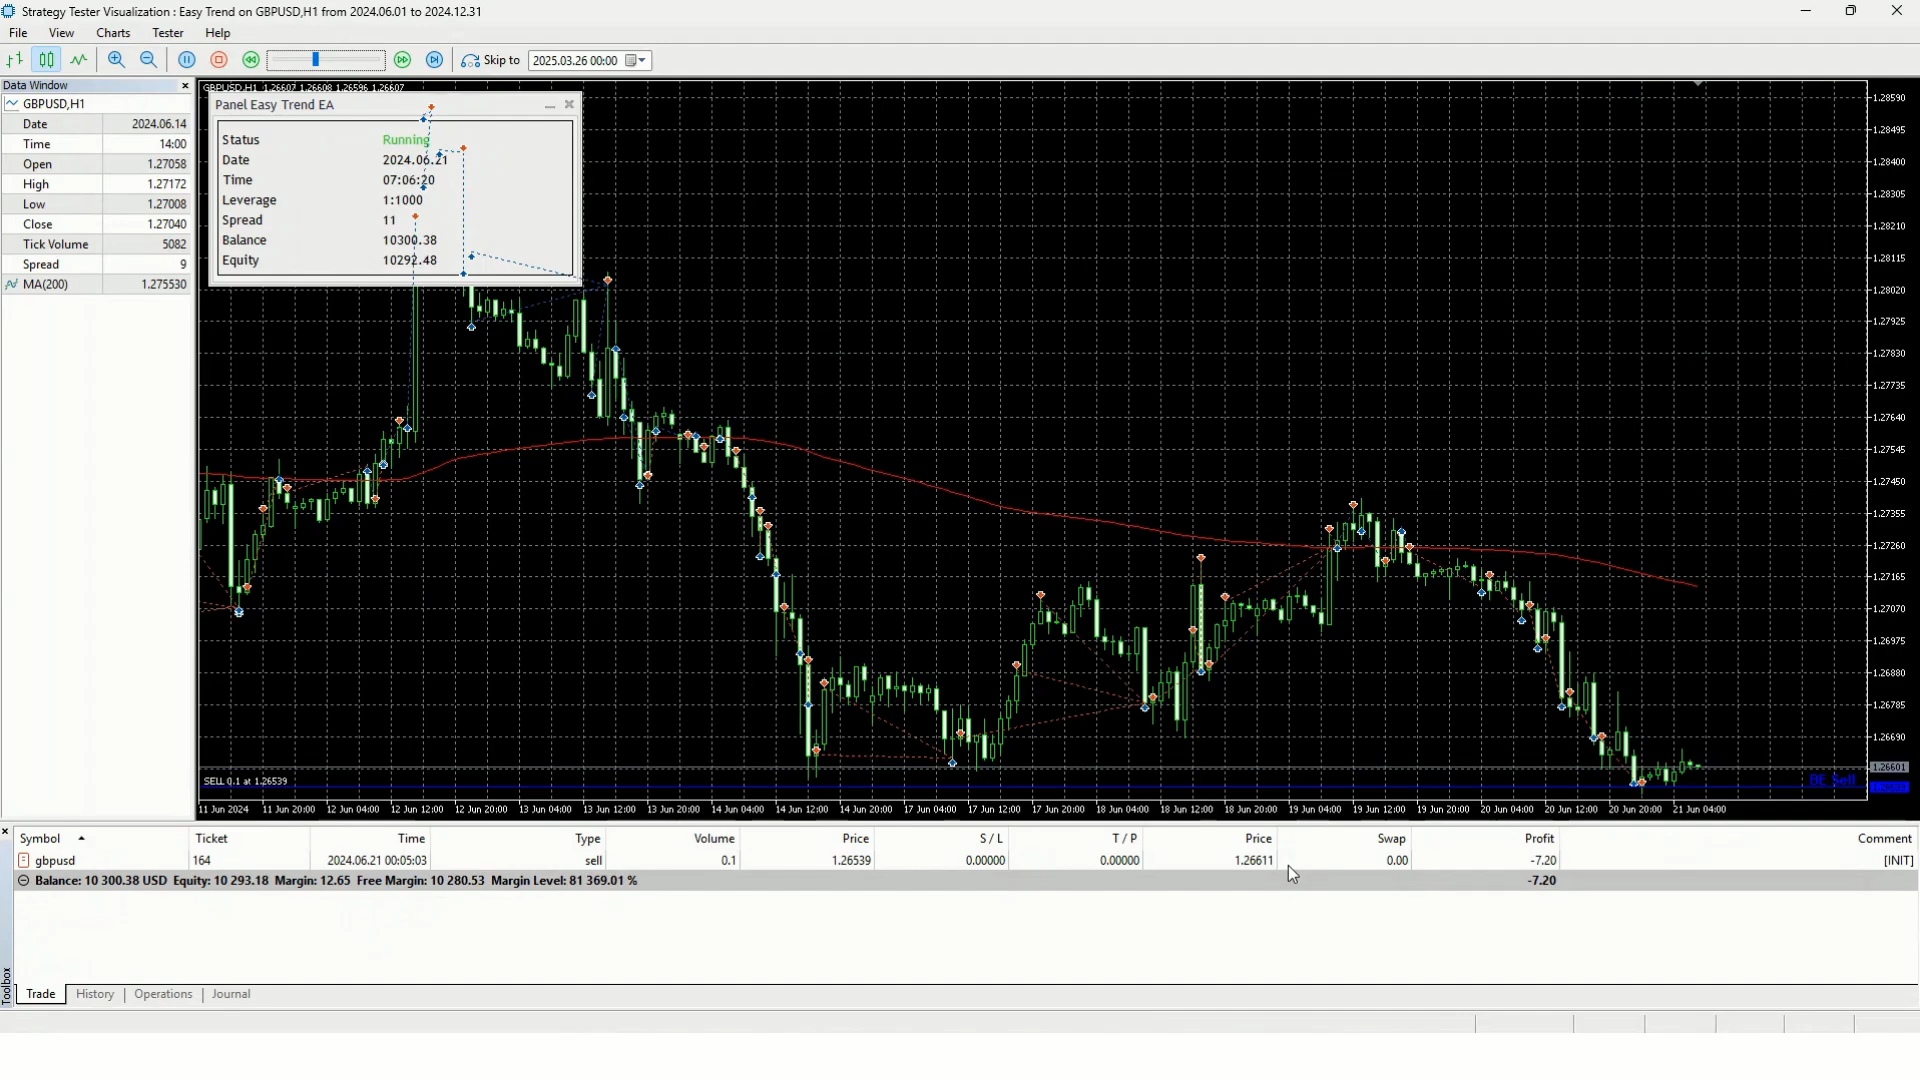 Strategy Tester Visualization : Easy Trend on GBPUSD,H1 from 2024.06.01 to 2024.12.31
File View Charts Tester Help
Skip to 2025.03.26 00:00
Data Window
GBPUSD,H1
Date 2024.06.14
Time 14:00
Open 1.27058
High 1.27172
Low 1.27008
Close 1.27040
Tick Volume 5082
Spread 9
MA(200) 1.275530
GBPUSD,H1 1.26607 1.26608 1.26596 1.26607
Panel Easy Trend EA
Status Running
Date 2024.06.21
Time 07:06:20
Leverage 1:1000
Spread 11
Balance 10300.38
Equity 10292.48
1.28590
1.28495
1.28400
1.28305
1.28210
1.28115
1.28020
1.27925
1.27830
1.27735
1.27640
1.27545
1.27450
1.27355
1.27260
1.27165
1.27070
1.26975
1.26880
1.26785
1.26690
1.26601
SELL 0.1 at 1.26539
BE Sell
11 Jun 2024 11 Jun 20:00 12 Jun 04:00 12 Jun 12:00 12 Jun 20:00 13 Jun 04:00 13 Jun 12:00 13 Jun 20:00 14 Jun 04:00 14 Jun 12:00 14 Jun 20:00 17 Jun 04:00 17 Jun 12:00 17 Jun 20:00 18 Jun 04:00 18 Jun 12:00 18 Jun 20:00 19 Jun 04:00 19 Jun 12:00 19 Jun 20:00 20 Jun 04:00 20 Jun 12:00 20 Jun 20:00 21 Jun 04:00
Symbol Ticket Time Type Volume Price S / L T / P Price Swap Profit Comment
gbpusd 164 2024.06.21 00:05:03 sell 0.1 1.26539 0.00000 0.00000 1.26611 0.00 -7.20 [INIT]
Balance: 10 300.38 USD Equity: 10 293.18 Margin: 12.65 Free Margin: 10 280.53 Margin Level: 81 369.01 % -7.20
Toolbox
Trade History Operations Journal